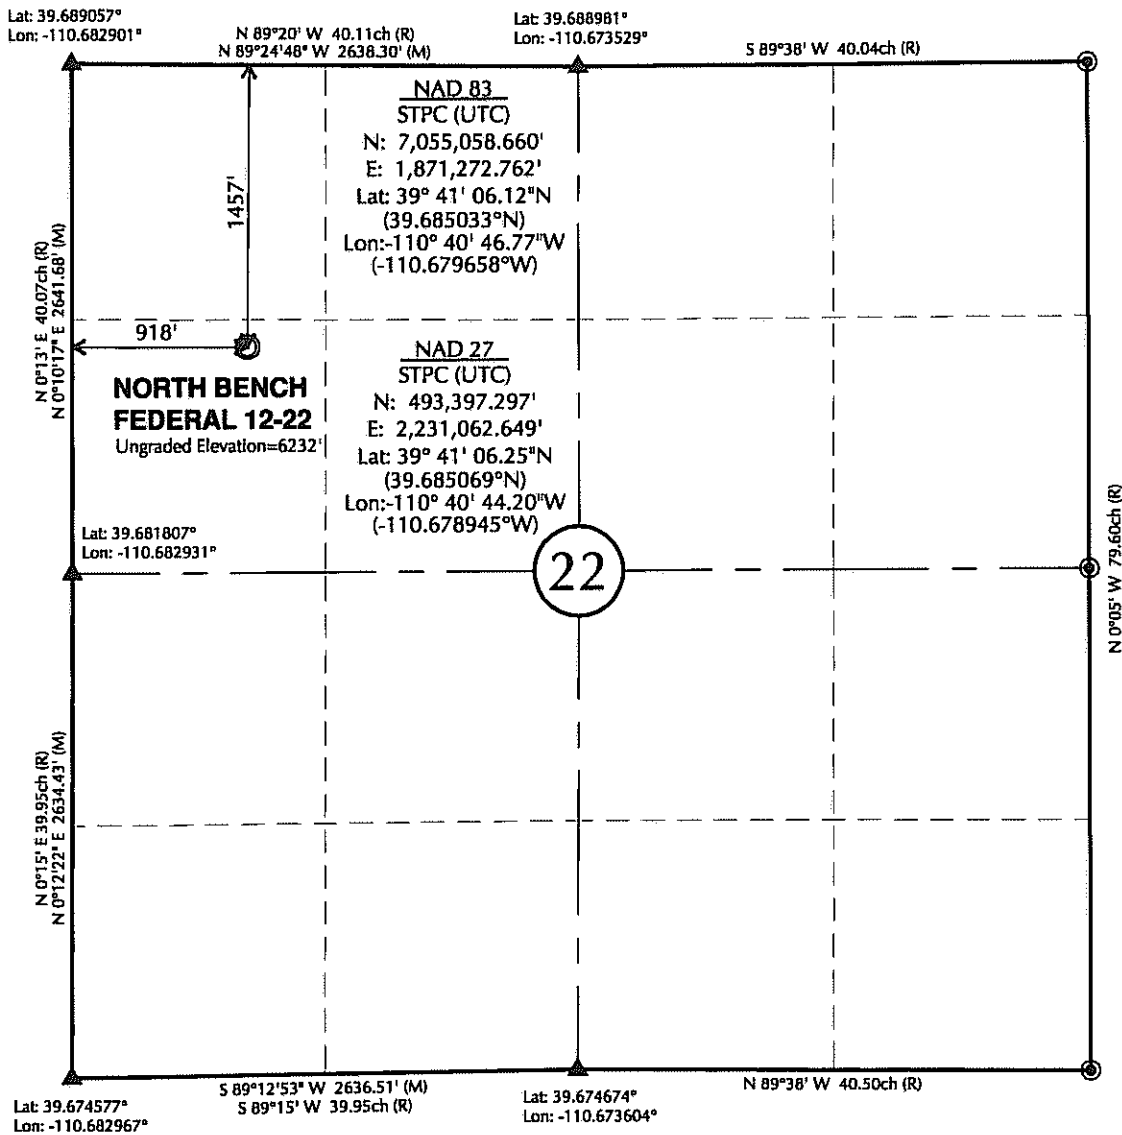 Lat: 39.689057°
Lon: -110.682901°
N 89°20' W 40.11ch (R)
N 89°24'48" W 2638.30' (M)
Lat: 39.688981°
Lon: -110.673529°
S 89°38' W 40.04ch (R)
NAD 83
STPC (UTC)
N: 7,055,058.660'
E: 1,871,272.762'
Lat: 39° 41' 06.12"N
(39.685033°N)
Lon:-110° 40' 46.77"W
(-110.679658°W)
1457'
N 0°13' E 40.07ch (R)
N 0°10'17" E 2641.68' (M)
918'
NORTH BENCH
FEDERAL 12-22
Ungraded Elevation=6232'
NAD 27
STPC (UTC)
N: 493,397.297'
E: 2,231,062.649'
Lat: 39° 41' 06.25"N
(39.685069°N)
Lon:-110° 40' 44.20"W
(-110.678945°W)
Lat: 39.681807°
Lon: -110.682931°
22
N 0°05' W 79.60ch (R)
N 0°15' E 39.95ch (R)
N 0°12'22" E 2634.43' (M)
S 89°12'53" W 2636.51' (M)
S 89°15' W 39.95ch (R)
N 89°38' W 40.50ch (R)
Lat: 39.674577°
Lon: -110.682967°
Lat: 39.674674°
Lon: -110.673604°